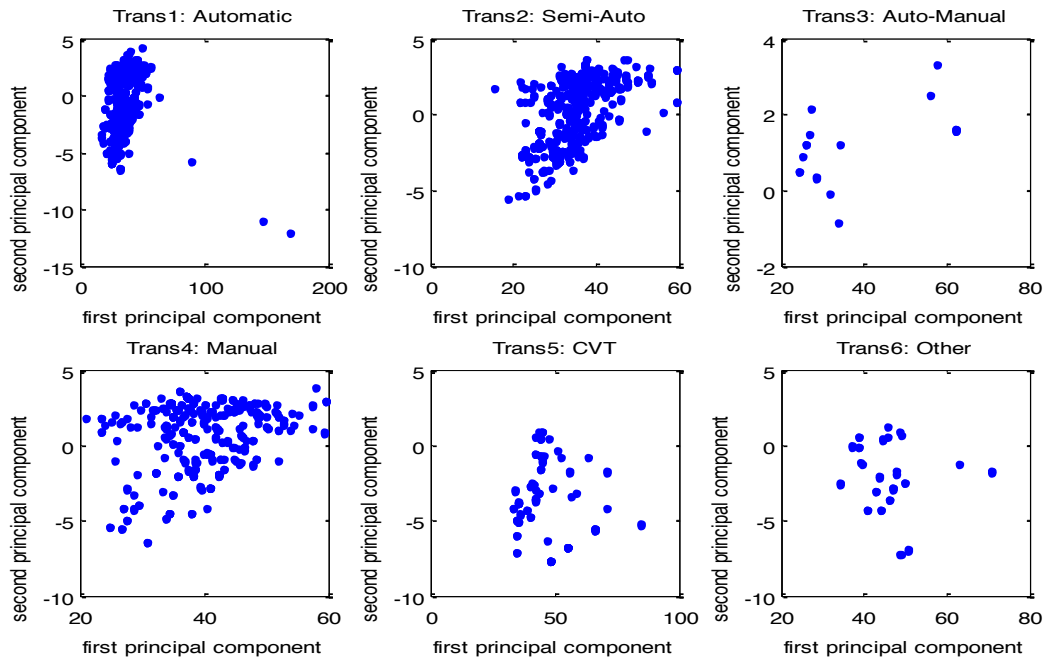 Trans1: Automatic
5
0
-5
-10
-15
0
100
200
second principal component
first principal component
Trans2: Semi-Auto
5
0
-5
-10
0
20
40
60
second principal component
first principal component
Trans3: Auto-Manual
4
2
0
-2
20
40
60
80
second principal component
first principal component
Trans4: Manual
5
0
-5
-10
20
40
60
second principal component
first principal component
Trans5: CVT
5
0
-5
-10
0
50
100
second principal component
first principal component
Trans6: Other
5
0
-5
-10
20
40
60
80
second principal component
first principal component